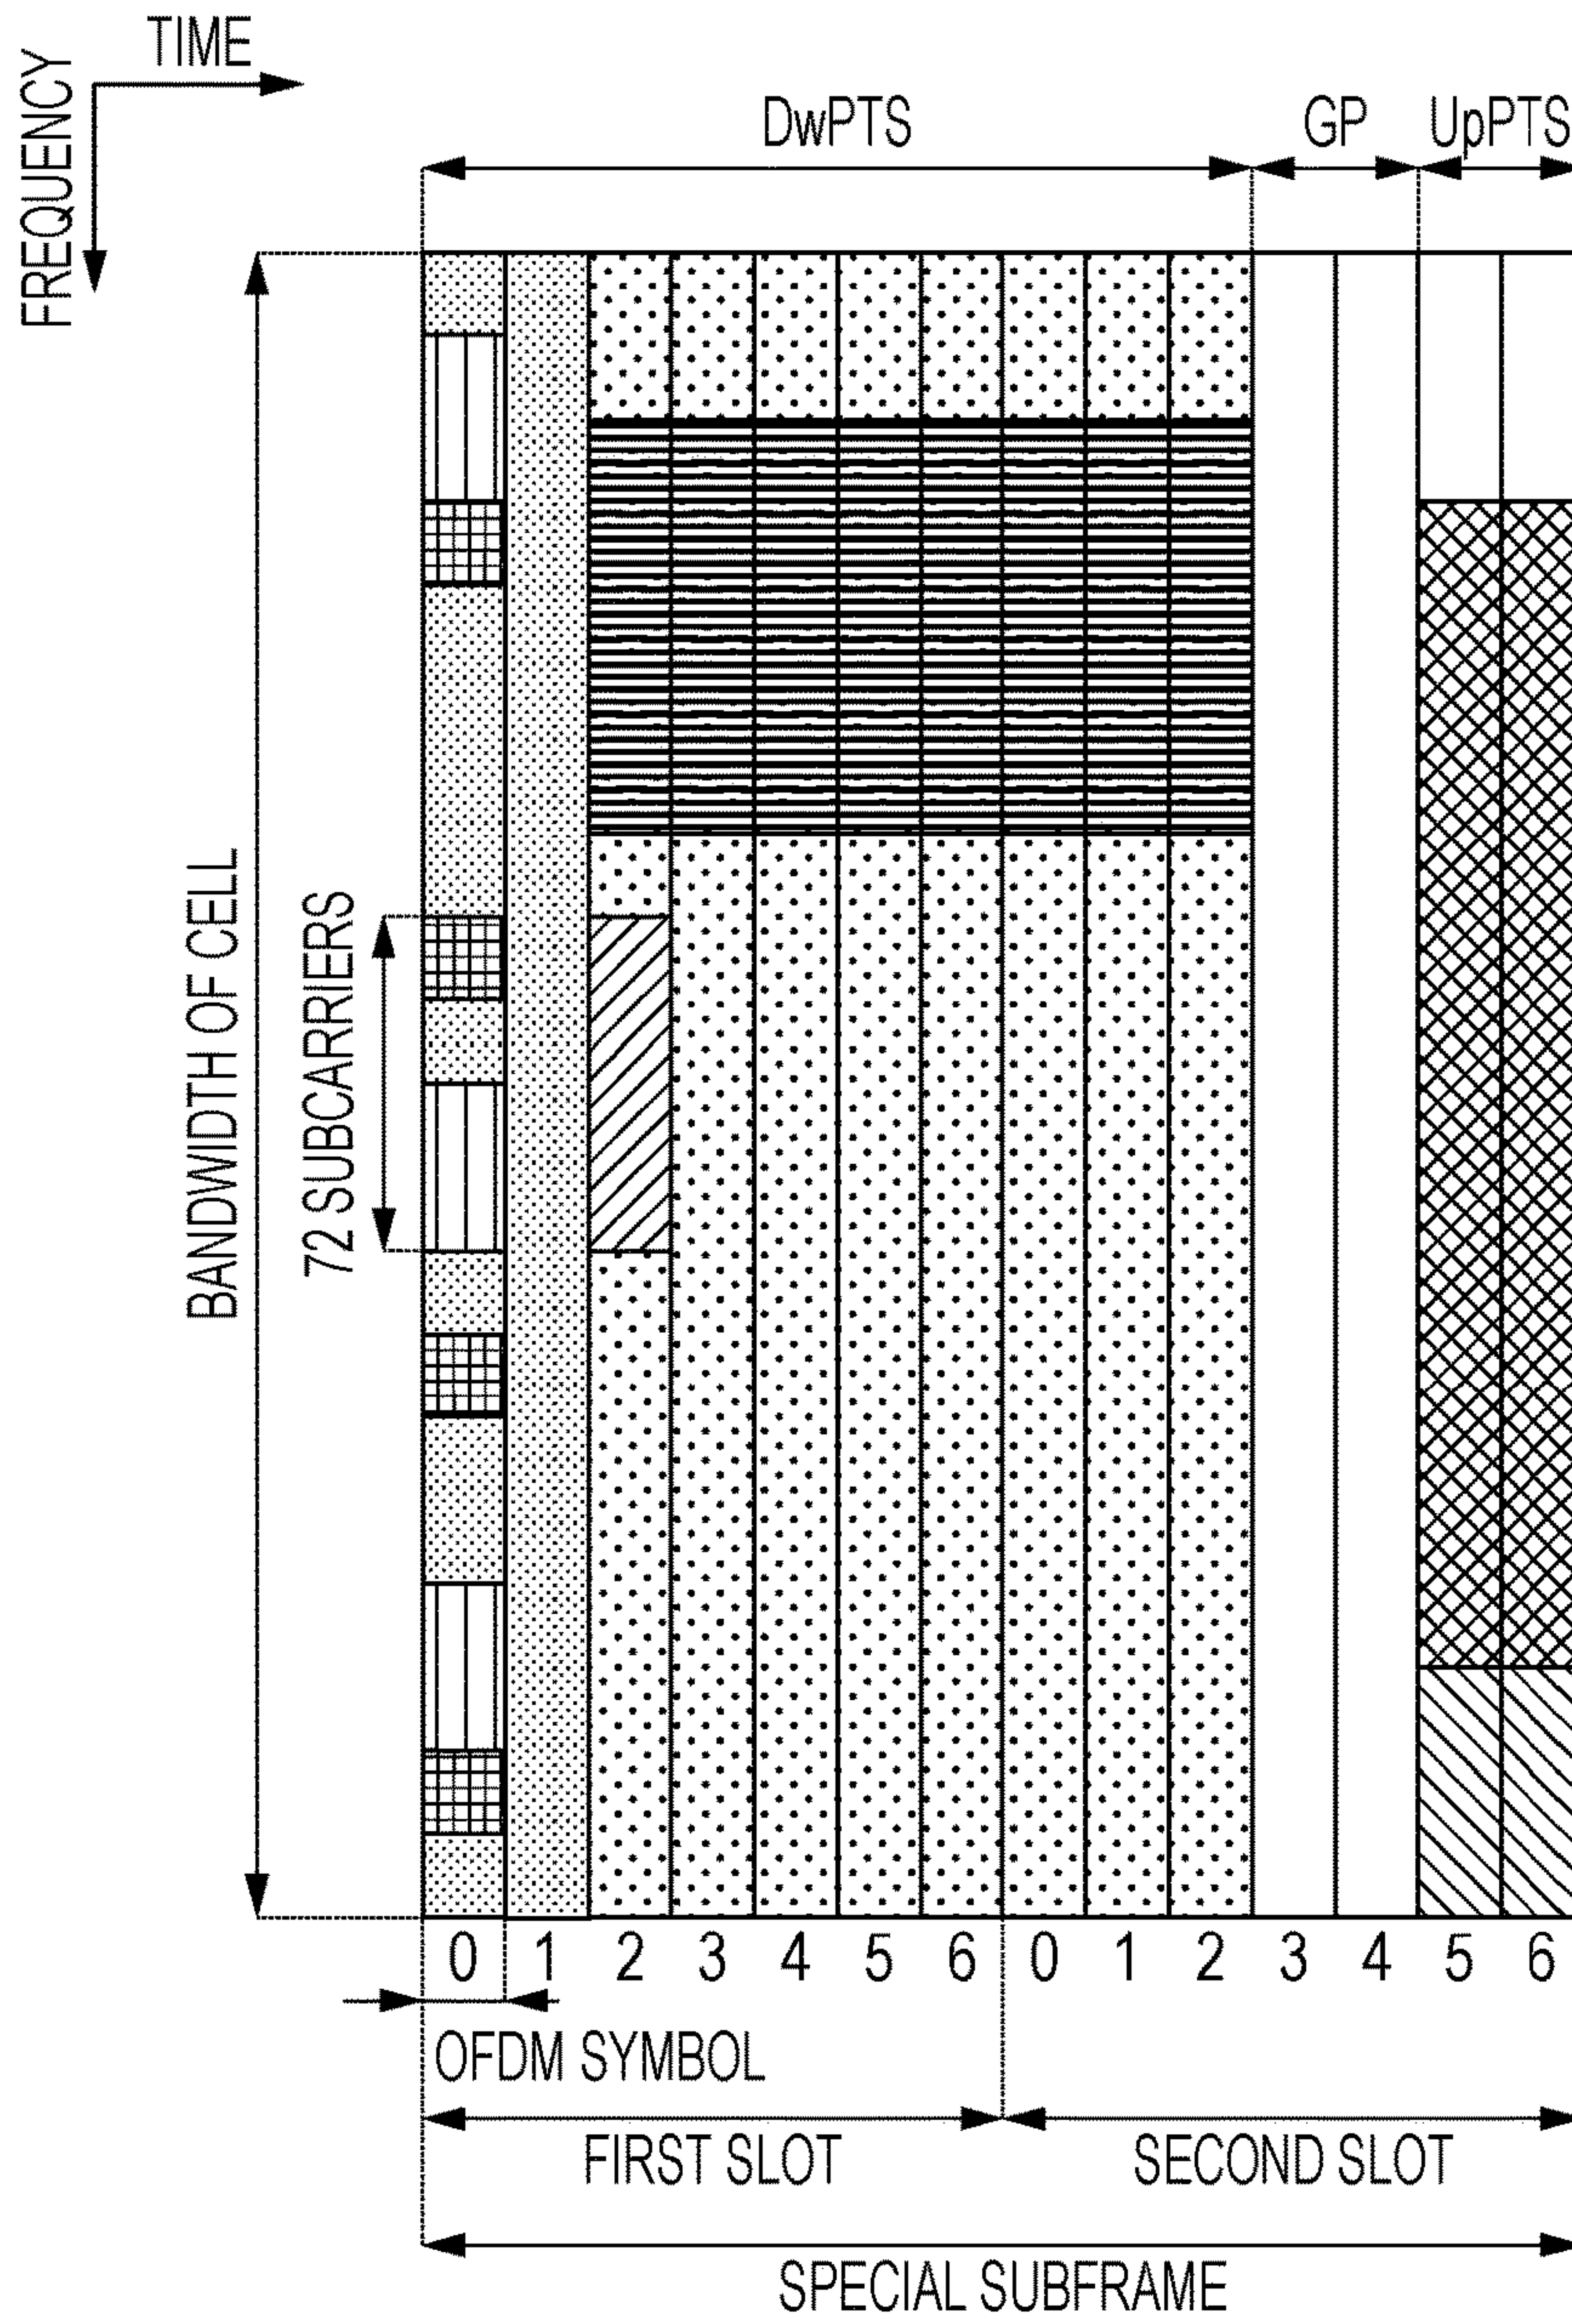 TIME
FREQUENCY
DwPTS GP UpPTS
BANDWIDTH OF CELL
72 SUBCARRIERS
0 1 2 3 4 5 6 0 1 2 3 4 5 6
OFDM SYMBOL
FIRST SLOT SECOND SLOT
SPECIAL SUBFRAME